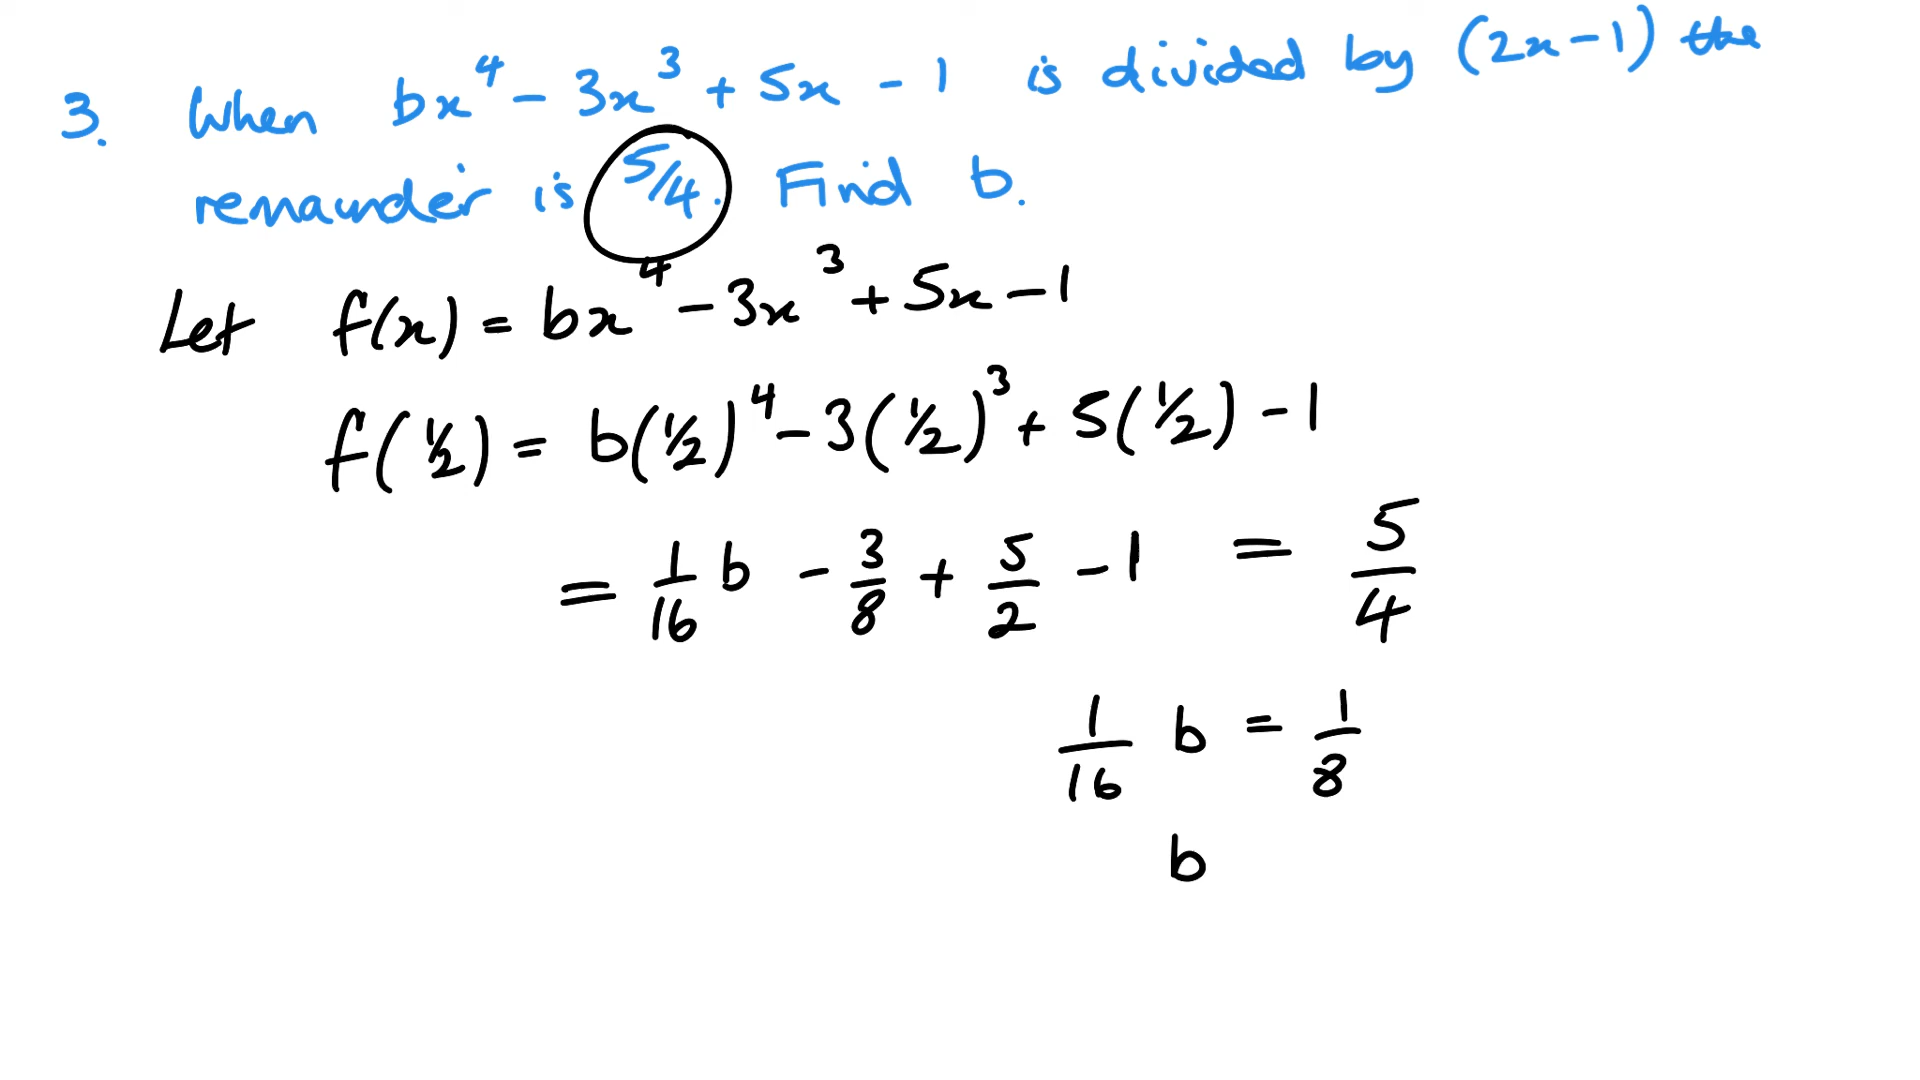 3. When bx⁴ - 3x³ + 5x - 1 is divided by (2x - 1) the
remainder is 5/4. Find b.
Let f(x) = bx⁴ - 3x³ + 5x - 1
f(½) = b(½)⁴ - 3(½)³ + 5(½) - 1
= 1/16 b - 3/8 + 5/2 - 1 = 5/4
1/16 b = 1/8
b